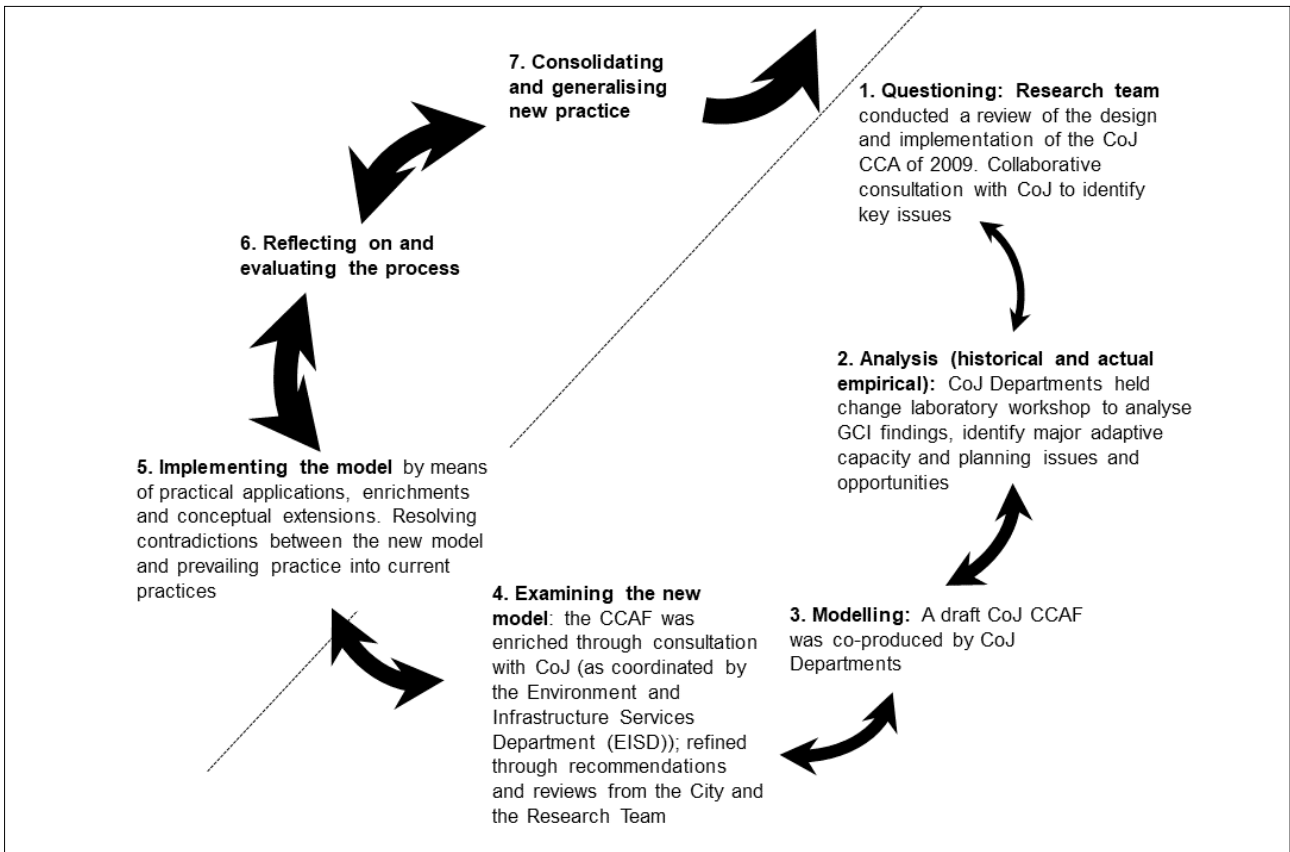 7. Consolidating
and generalising
new practice
1. Questioning: Research team
conducted a review of the design
and implementation of the CoJ
CCA of 2009. Collaborative
consultation with CoJ to identify
key issues
6. Reflecting on and
evaluating the process
2. Analysis (historical and actual
empirical): CoJ Departments held
change laboratory workshop to analyse
GCI findings, identify major adaptive
capacity and planning issues and
opportunities
5. Implementing the model by means
of practical applications, enrichments
and conceptual extensions. Resolving
contradictions between the new model
and prevailing practice into current
practices
4. Examining the new
model: the CCAF was
enriched through consultation
with CoJ (as coordinated by
the Environment and
Infrastructure Services
Department (EISD)); refined
through recommendations
and reviews from the City and
the Research Team
3. Modelling: A draft CoJ CCAF
was co-produced by CoJ
Departments